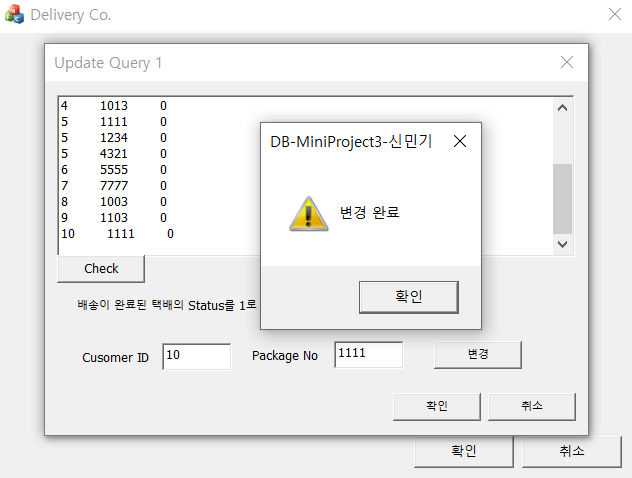 Delivery Co.
Update Query 1
4 1013 0
5 1111 0
5 1234 0
5 4321 0
6 5555 0
7 7777 0
8 1003 0
9 1103 0
10 1111 0
DB-MiniProject3-신민기
변경 완료
확인
Check
배송이 완료된 택배의 Status를 1로
Cusomer ID 10 Package No 1111 변경
확인 취소
확인 취소